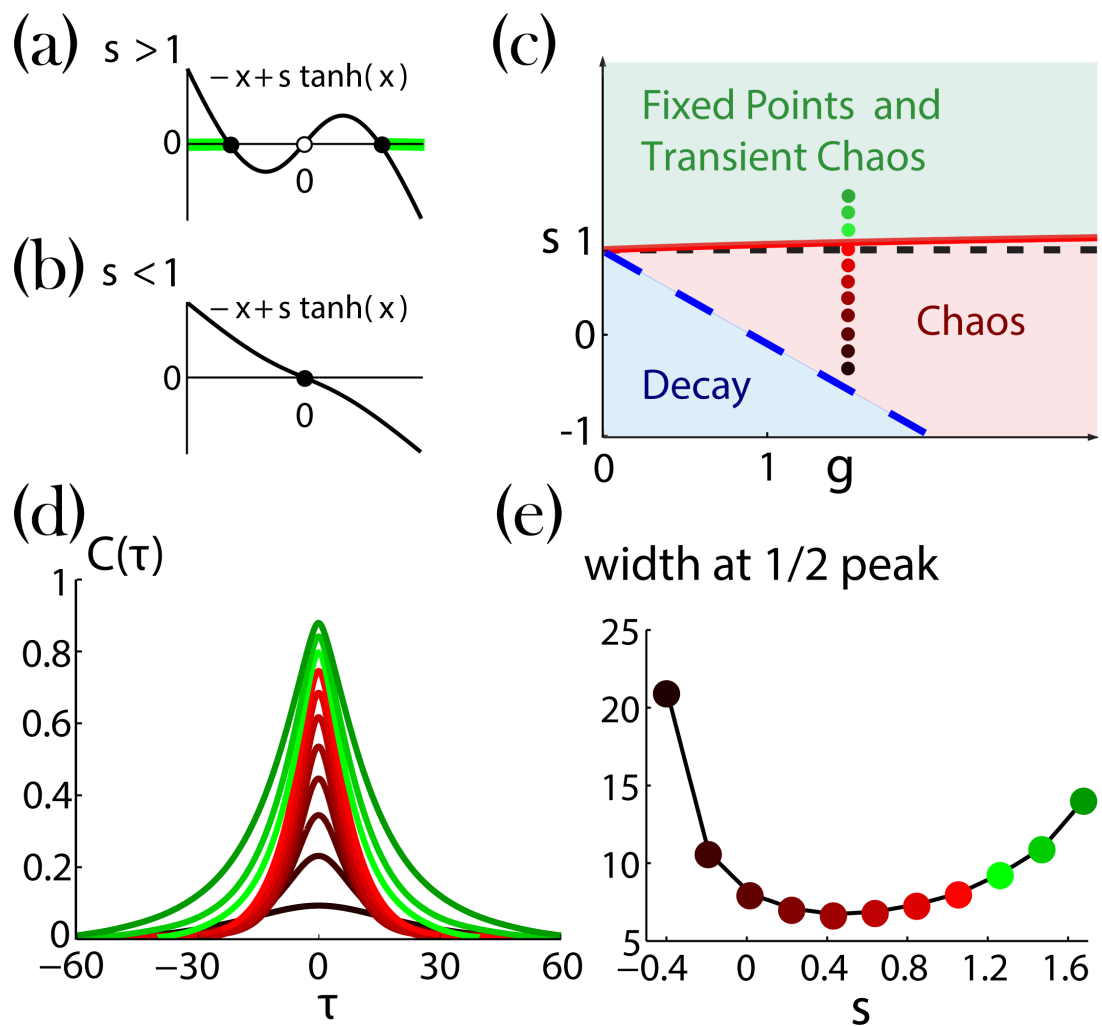 (a)
s > 1
−x+s tanh(x)
0
0
(b)
s < 1
−x+s tanh(x)
0
0
(c)
Fixed Points and
Transient Chaos
s
1
0
-1
Chaos
Decay
0
1
g
(d)
C(τ)
1
0.8
0.6
0.4
0.2
0
−60
−30
0
30
60
τ
(e)
width at 1/2 peak
25
20
15
10
5
−0.4
0
0.4
0.8
1.2
1.6
s